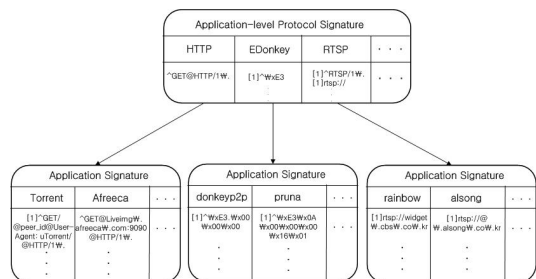 Application-level Protocol Signature
HTTP EDonkey RTSP . . .
^GET@HTTP/1₩. [1]^₩xE3 [1]^RTSP/1₩. . . .
[1]rtsp://
Application Signature
Torrent Afreeca . . .
[1]^GET/ ^GET@Liveimg₩. . . .
@peer_id@User- afreeca₩.com:9090
Agent: uTorrent/ @HTTP/1₩.
@HTTP/1₩.
Application Signature
donkeyp2p pruna . . .
[1]^₩xE3.₩x00 [1]^₩xE3₩x0A . . .
₩x00₩x00 ₩x00₩x00₩x00
₩x16₩x01
Application Signature
rainbow alsong . . .
[1]rtsp://widget [1]rtsp://@ . . .
₩.cbs₩.co₩.kr ₩.alsong₩.co₩.kr